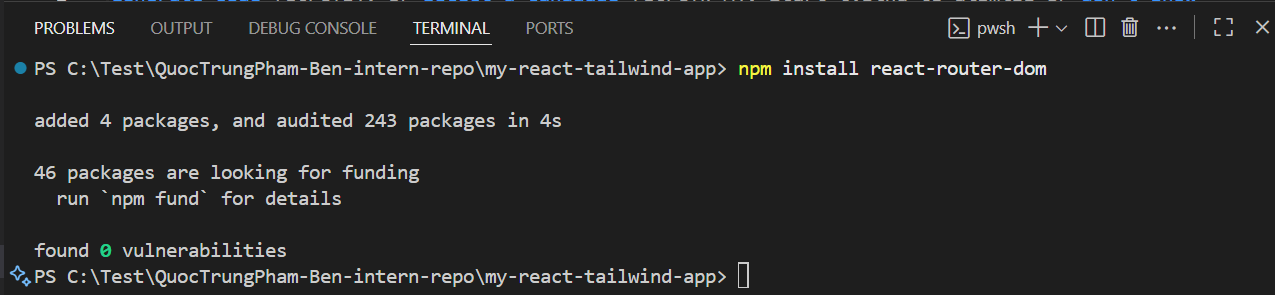 PROBLEMS OUTPUT DEBUG CONSOLE TERMINAL PORTS pwsh
PS C:\Test\QuocTrungPham-Ben-intern-repo\my-react-tailwind-app> npm install react-router-dom
added 4 packages, and audited 243 packages in 4s
46 packages are looking for funding
run `npm fund` for details
found 0 vulnerabilities
PS C:\Test\QuocTrungPham-Ben-intern-repo\my-react-tailwind-app>